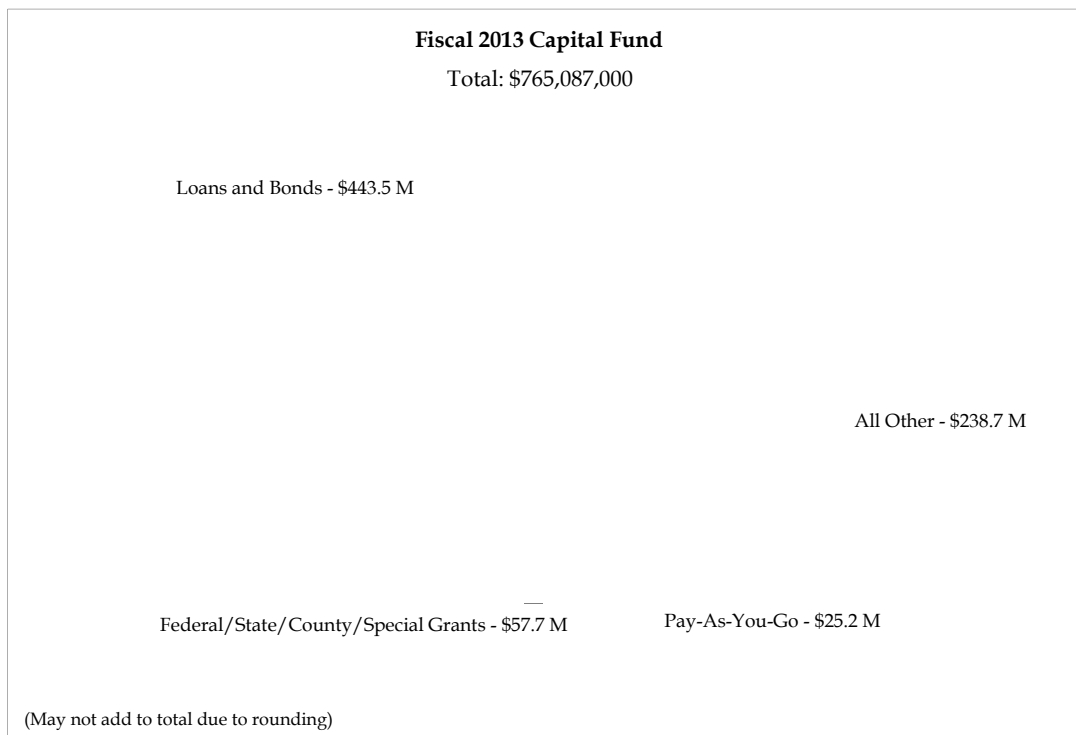 Fiscal 2013 Capital Fund
Total: $765,087,000
Loans and Bonds - $443.5 M
All Other - $238.7 M
Federal/State/County/Special Grants - $57.7 M
Pay-As-You-Go - $25.2 M
(May not add to total due to rounding)